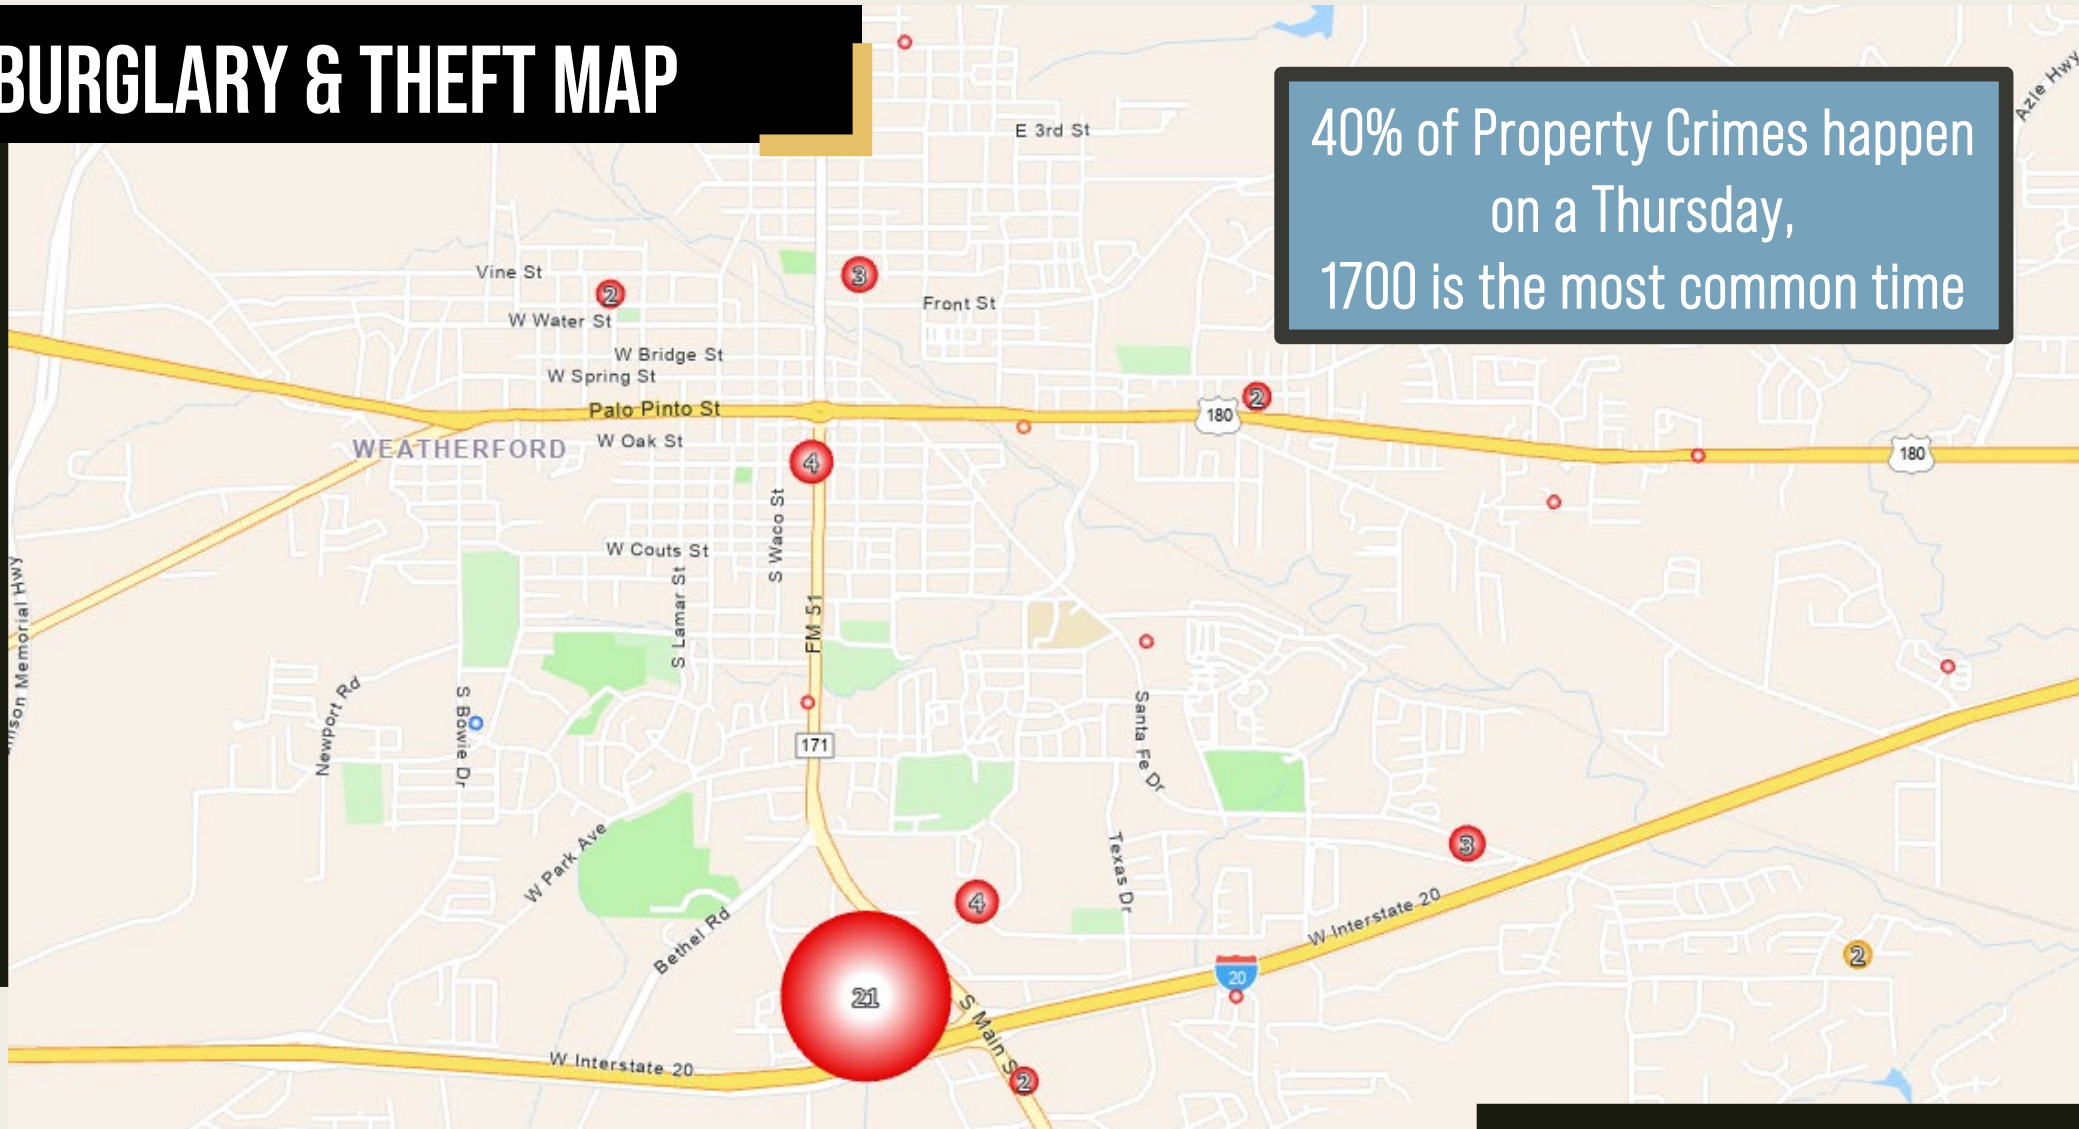 BURGLARY & THEFT MAP
40% of Property Crimes happen
on a Thursday,
1700 is the most common time
Azle Hwy
E 3rd St
Vine St
2
3
Front St
W Water St
W Bridge St
W Spring St
Palo Pinto St
2
180
WEATHERFORD
W Oak St
4
180
S Waco St
W Couts St
S Lamar St
FM 51
Memorial Hwy
Newport Rd
S Bowie Dr
171
Santa Fe Dr
W Park Ave
Texas Dr
3
4
Bethel Rd
W Interstate 20
2
20
21
S Main St
W Interstate 20
2